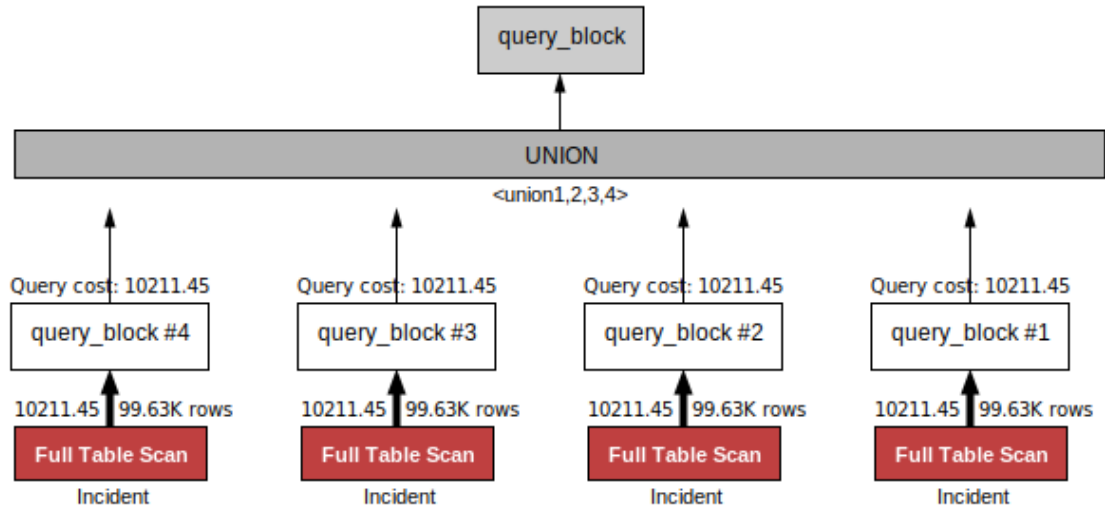 query_block
UNION
<union1,2,3,4>
Query cost: 10211.45 Query cost: 10211.45 Query cost: 10211.45 Query cost: 10211.45
query_block #4 query_block #3 query_block #2 query_block #1
10211.45 99.63K rows 10211.45 99.63K rows 10211.45 99.63K rows 10211.45 99.63K rows
Full Table Scan Full Table Scan Full Table Scan Full Table Scan
Incident Incident Incident Incident